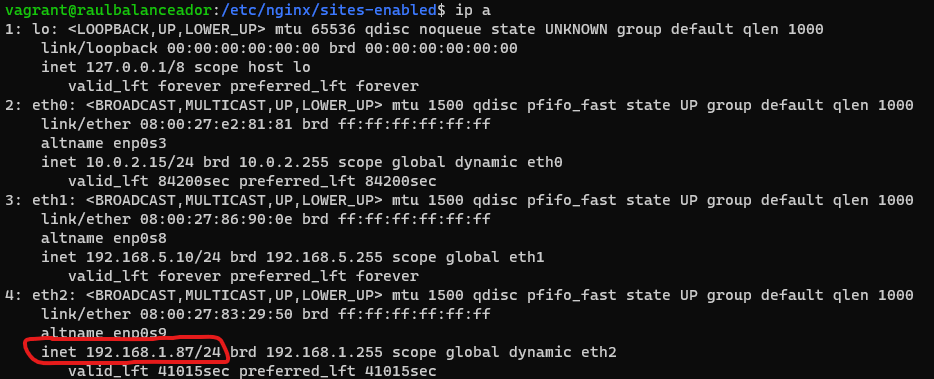 vagrant@raulbalanceador:/etc/nginx/sites-enabled$ ip a
1: lo: <LOOPBACK,UP,LOWER_UP> mtu 65536 qdisc noqueue state UNKNOWN group default qlen 1000
    link/loopback 00:00:00:00:00:00 brd 00:00:00:00:00:00
    inet 127.0.0.1/8 scope host lo
       valid_lft forever preferred_lft forever
2: eth0: <BROADCAST,MULTICAST,UP,LOWER_UP> mtu 1500 qdisc pfifo_fast state UP group default qlen 1000
    link/ether 08:00:27:e2:81:81 brd ff:ff:ff:ff:ff:ff
    altname enp0s3
    inet 10.0.2.15/24 brd 10.0.2.255 scope global dynamic eth0
       valid_lft 84200sec preferred_lft 84200sec
3: eth1: <BROADCAST,MULTICAST,UP,LOWER_UP> mtu 1500 qdisc pfifo_fast state UP group default qlen 1000
    link/ether 08:00:27:86:90:0e brd ff:ff:ff:ff:ff:ff
    altname enp0s8
    inet 192.168.5.10/24 brd 192.168.5.255 scope global eth1
       valid_lft forever preferred_lft forever
4: eth2: <BROADCAST,MULTICAST,UP,LOWER_UP> mtu 1500 qdisc pfifo_fast state UP group default qlen 1000
    link/ether 08:00:27:83:29:50 brd ff:ff:ff:ff:ff:ff
    altname enp0s9
    inet 192.168.1.87/24 brd 192.168.1.255 scope global dynamic eth2
       valid_lft 41015sec preferred_lft 41015sec